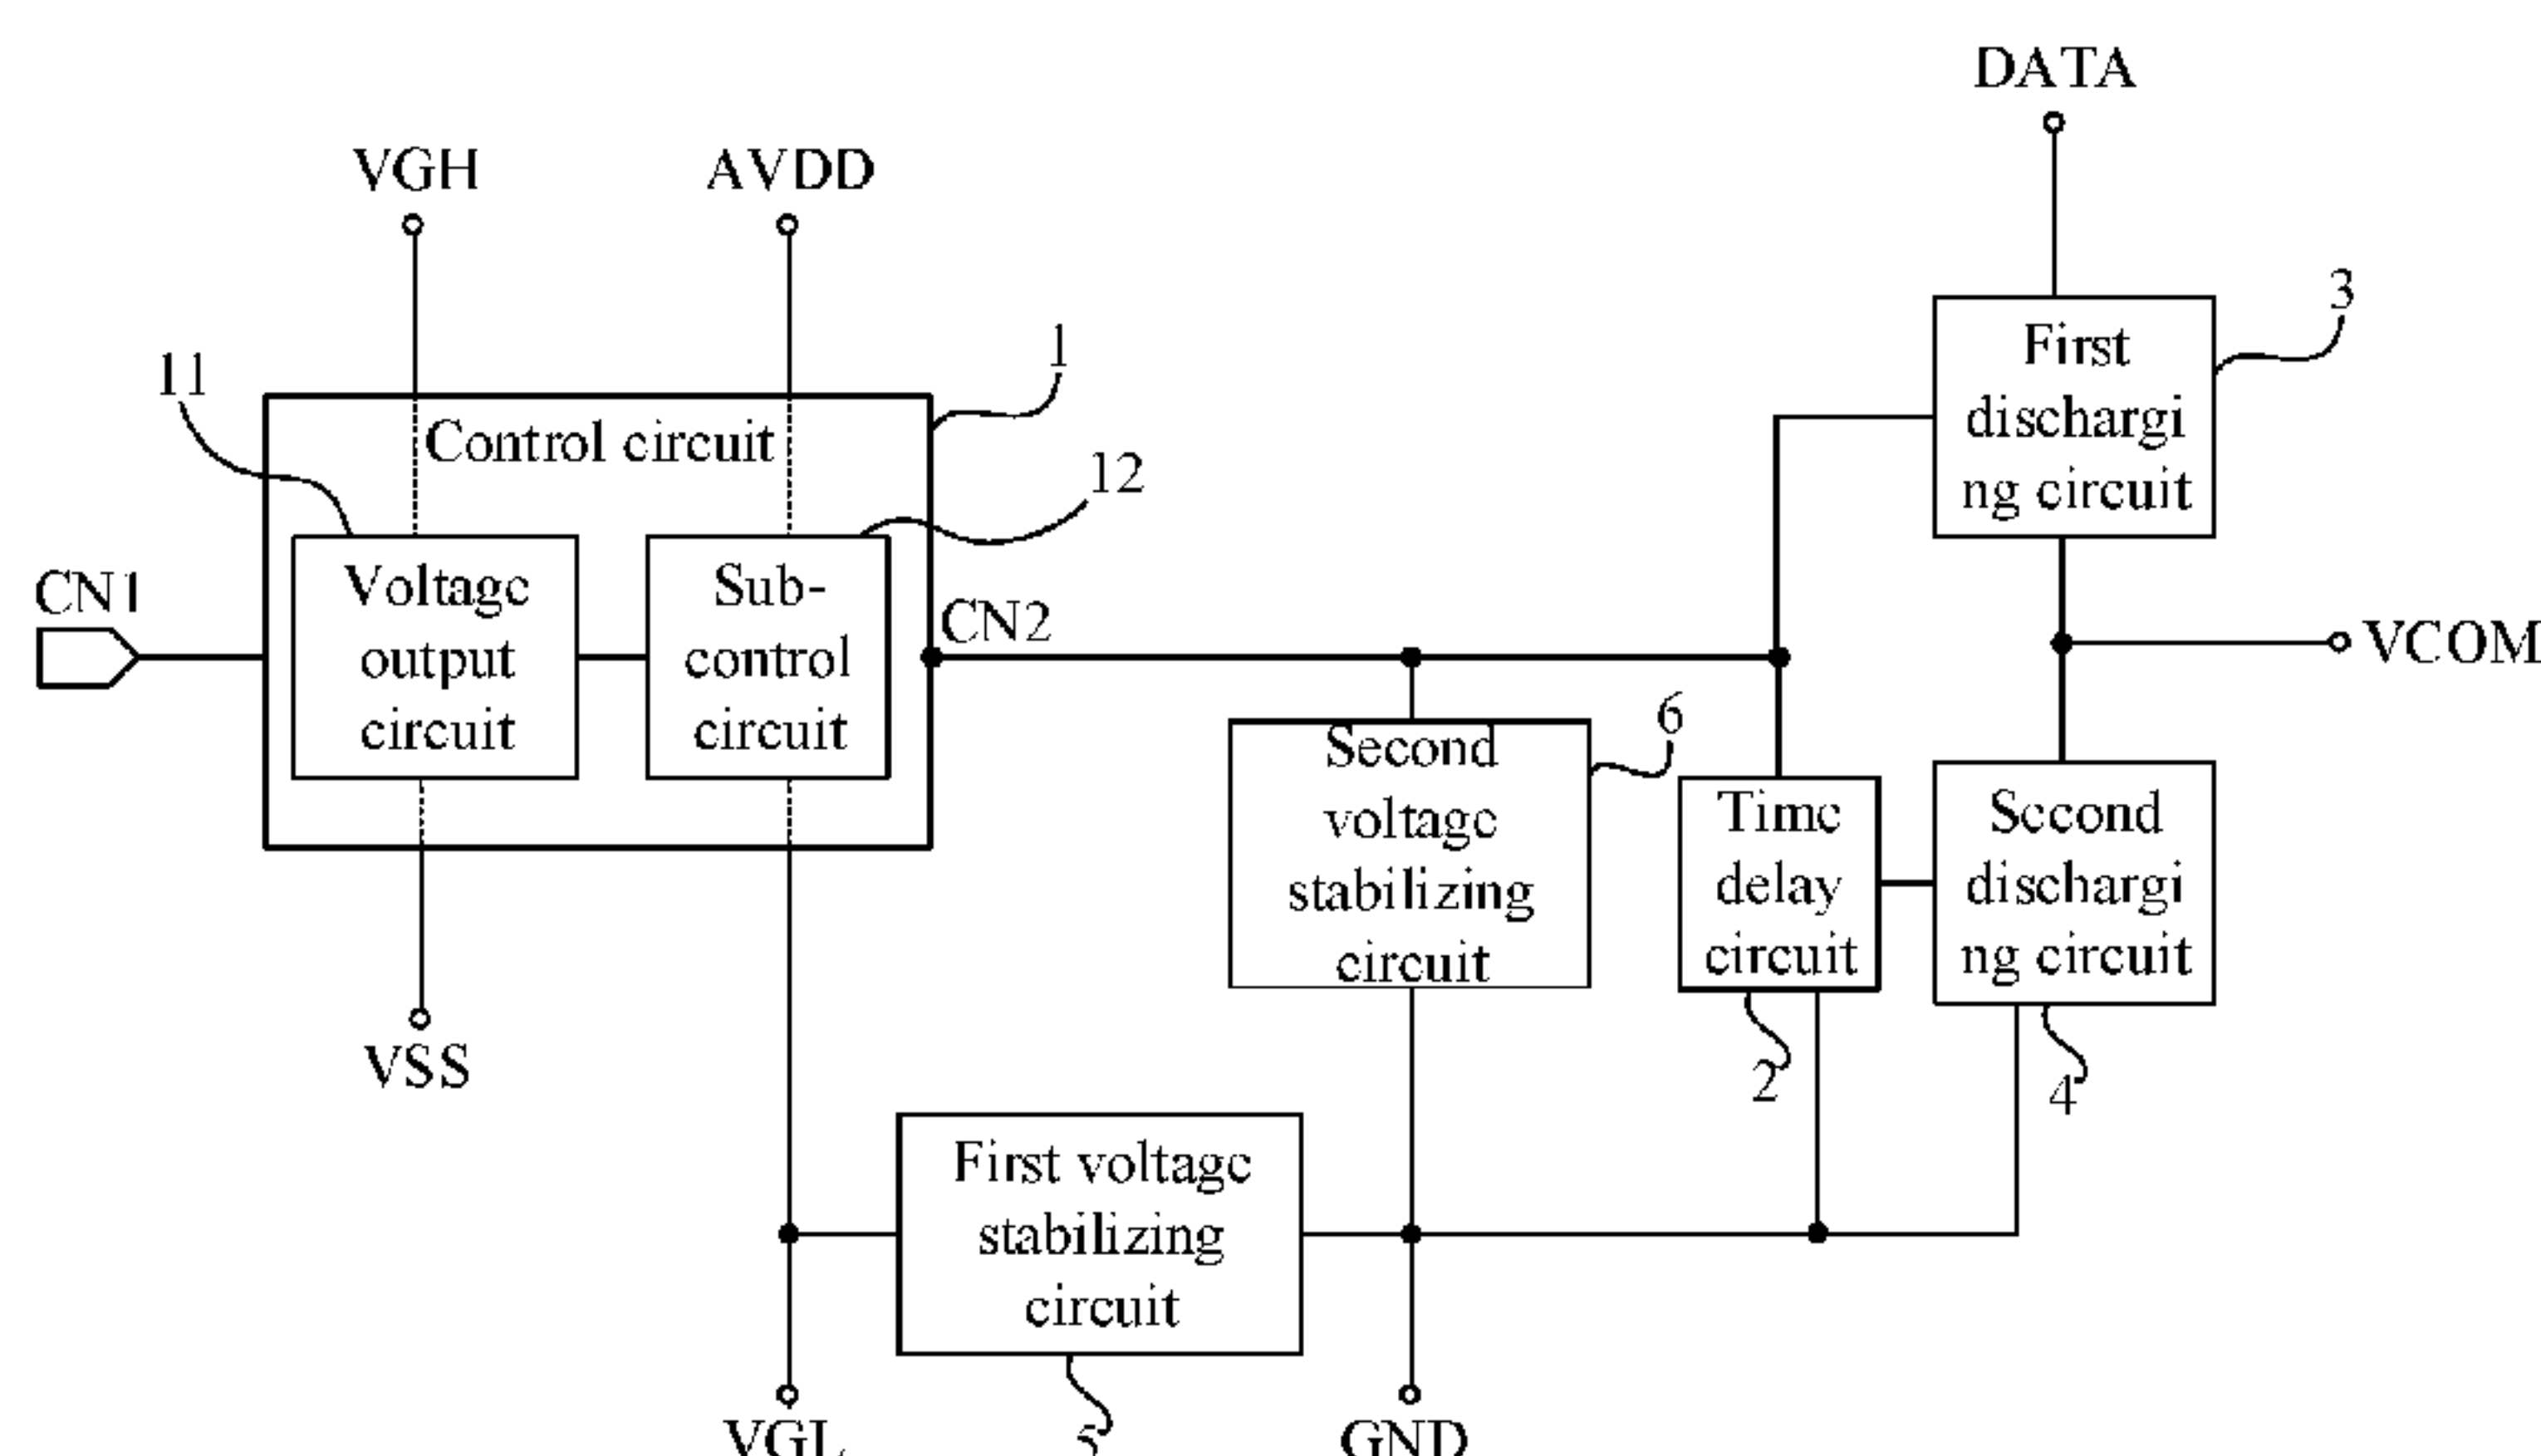 DATA
VGH
AVDD
3
First
dischargi
ng circuit
1
11
Control circuit
12
CN1
Voltage
output
circuit
Sub-
control
circuit
CN2
VCOM
6
Second
voltage
stabilizing
circuit
Time
delay
circuit
Second
dischargi
ng circuit
VSS
2
4
First voltage
stabilizing
circuit
VGL
5
GND